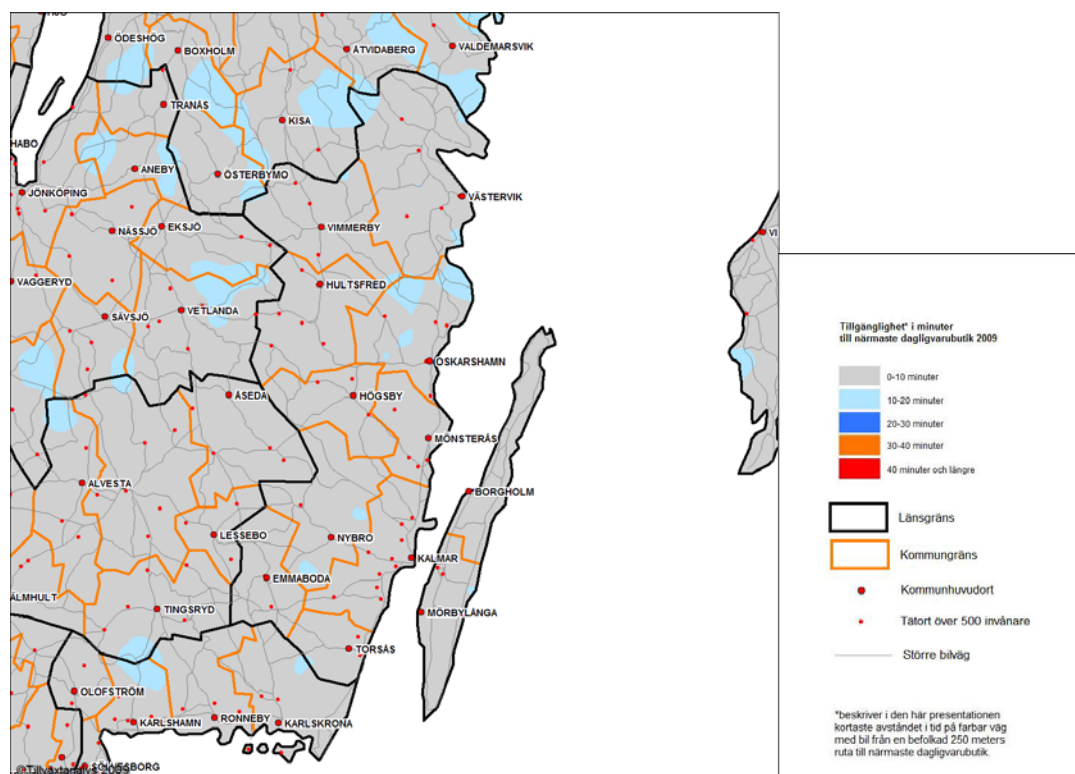 ÖDESHÖG
BOXHOLM
ÅTVIDABERG
VALDEMARSVIK
TRANÅS
KISA
HABO
ANEBY
ÖSTERBYMO
JÖNKÖPING
VÄSTERVIK
NÄSSJÖ
EKSJÖ
VIMMERBY
VI
VAGGERYD
HULTSFRED
SÄVSJÖ
VETLANDA
OSKARSHAMN
ÅSEDA
HÖGSBY
MÖNSTERÅS
ALVESTA
BORGHOLM
LESSEBO
NYBRO
KALMAR
EMMABODA
ÄLMHULT
TINGSRYD
MÖRBYLÅNGA
TORSÅS
OLOFSTRÖM
KARLSHAMN
RONNEBY
KARLSKRONA
SÖLVESBORG
©Tillväxtanalys 2009
Tillgänglighet* i minuter
till närmaste dagligvarubutik 2009
0-10 minuter
10-20 minuter
20-30 minuter
30-40 minuter
40 minuter och längre
Länsgräns
Kommungräns
Kommunhuvudort
Tätort över 500 invånare
Större bilväg
*beskriver i den här presentationen
kortaste avståndet i tid på farbar väg
med bil från en befolkad 250 meters
ruta till närmaste dagligvarubutik.